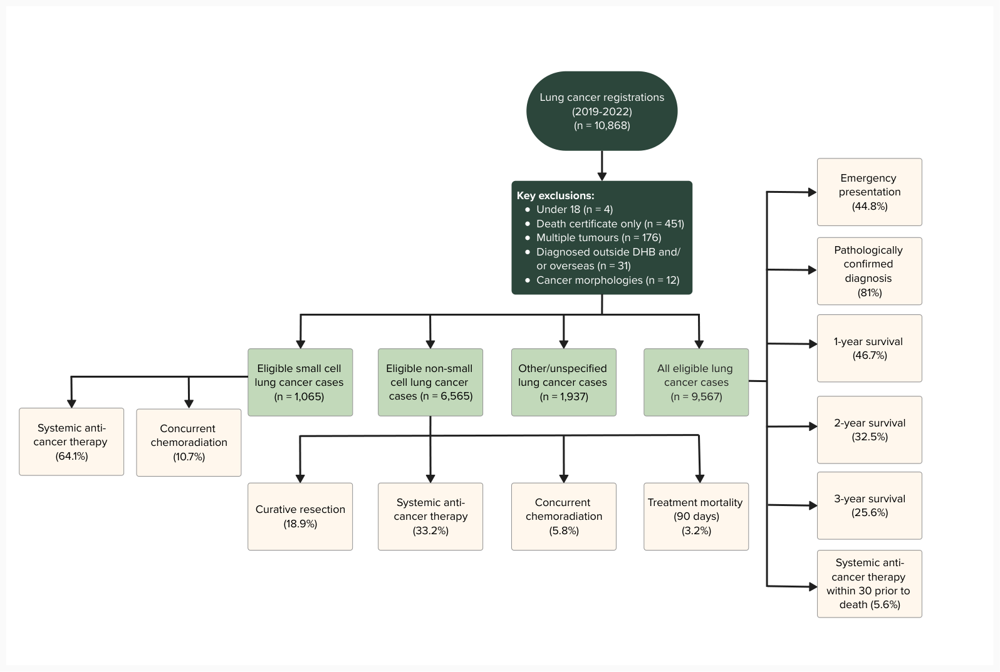 Lung cancer registrations
(2019-2022)
(n = 10,868)
Key exclusions:
● Under 18 (n = 4)
● Death certificate only (n = 451)
● Multiple tumours (n = 176)
● Diagnosed outside DHB and/
or overseas (n = 31)
● Cancer morphologies (n = 12)
Eligible small cell
lung cancer cases
(n = 1,065)
Eligible non-small
cell lung cancer
cases (n = 6,565)
Other/unspecified
lung cancer cases
(n = 1,937)
All eligible lung
cancer cases
(n = 9,567)
Systemic anti-
cancer therapy
(64.1%)
Concurrent
chemoradiation
(10.7%)
Curative resection
(18.9%)
Systemic anti-
cancer therapy
(33.2%)
Concurrent
chemoradiation
(5.8%)
Treatment mortality
(90 days)
(3.2%)
Emergency
presentation
(44.8%)
Pathologically
confirmed
diagnosis
(81%)
1-year survival
(46.7%)
2-year survival
(32.5%)
3-year survival
(25.6%)
Systemic anti-
cancer therapy
within 30 prior to
death (5.6%)